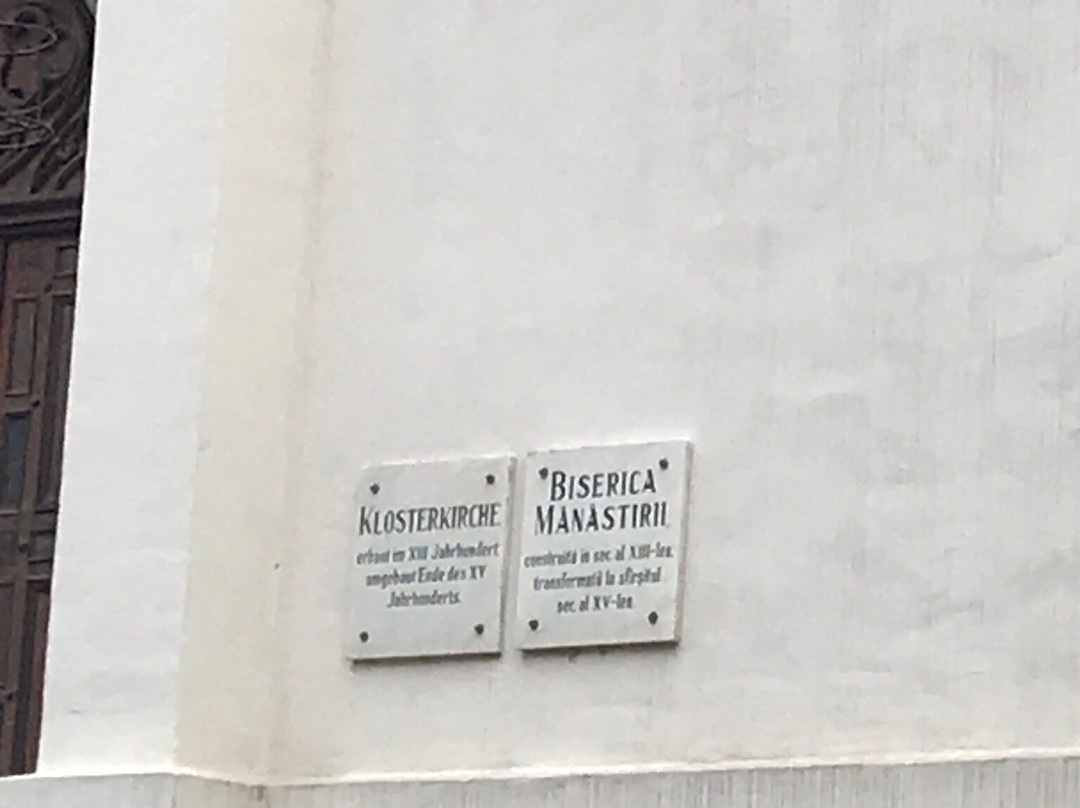 KLOSTERKIRCHE
erbaut im XIII Jahrhundert,
umgebaut Ende des XV
Jahrhunderts.
BISERICA
MĂNĂSTIRII,
construită în sec. al XIII-lea,
transformată la sfîrşitul
sec. al XV-lea